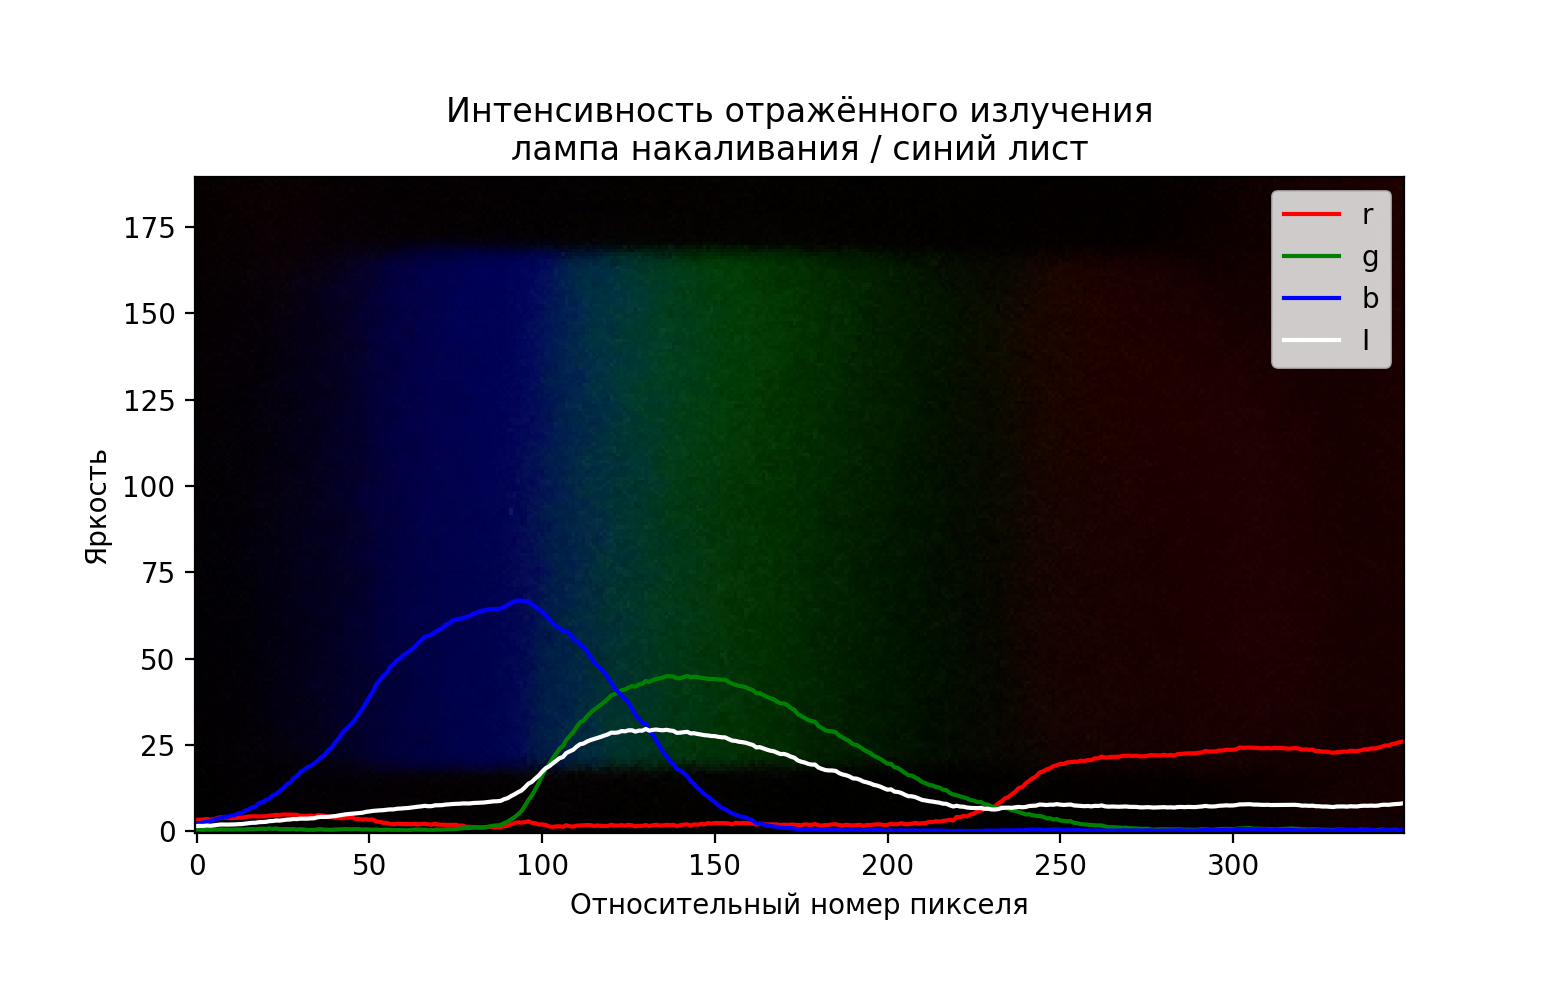 Интенсивность отражённого излучения
лампа накаливания / синий лист
r
g
b
l
175
150
125
100
75
50
25
0
Яркость
0 50 100 150 200 250 300
Относительный номер пикселя